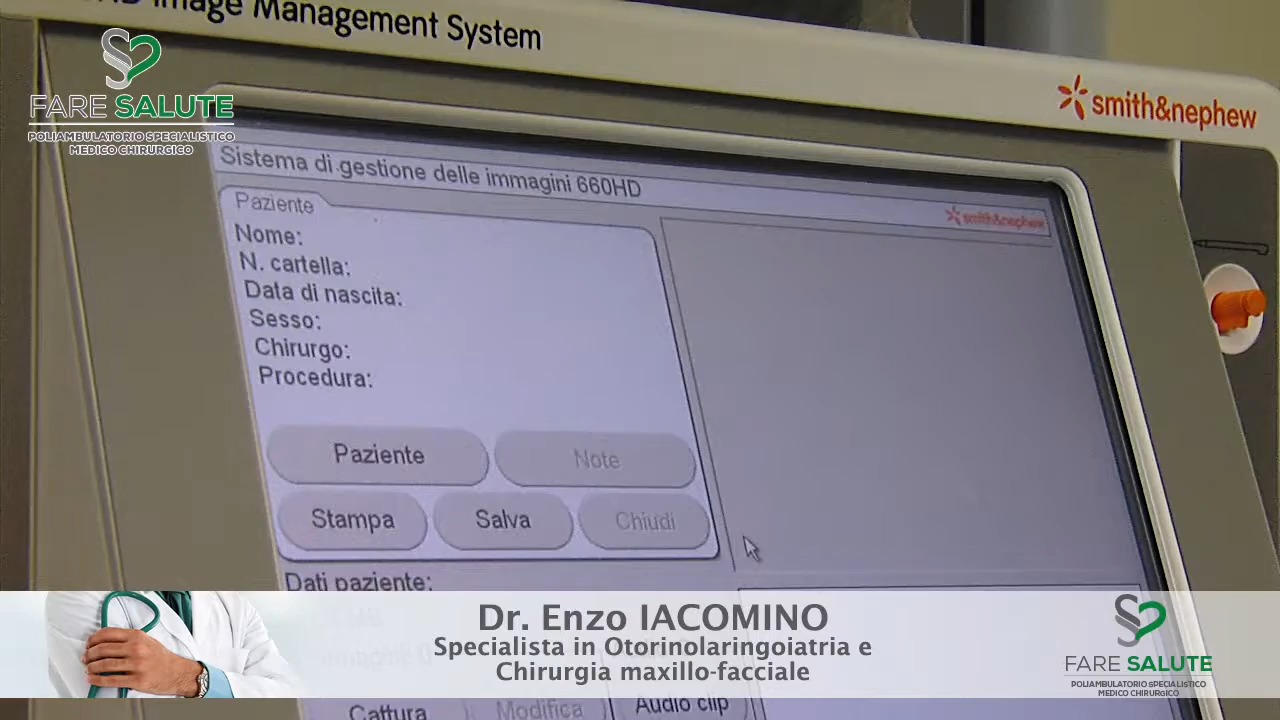 Image Management System
smith&nephew
FARE SALUTE
POLIAMBULATORIO SPECIALISTICO
MEDICO CHIRURGICO
Sistema di gestione delle immagini 660HD
smith&nephew
Paziente
Nome:
N. cartella:
Data di nascita:
Sesso:
Chirurgo:
Procedura:
Paziente
Note
Stampa
Salva
Chiudi
Dati paziente:
Dr. Enzo IACOMINO
Specialista in Otorinolaringoiatria e
Chirurgia maxillo-facciale
FARE SALUTE
POLIAMBULATORIO SPECIALISTICO
MEDICO CHIRURGICO
Cattura
Modifica
Audio clip